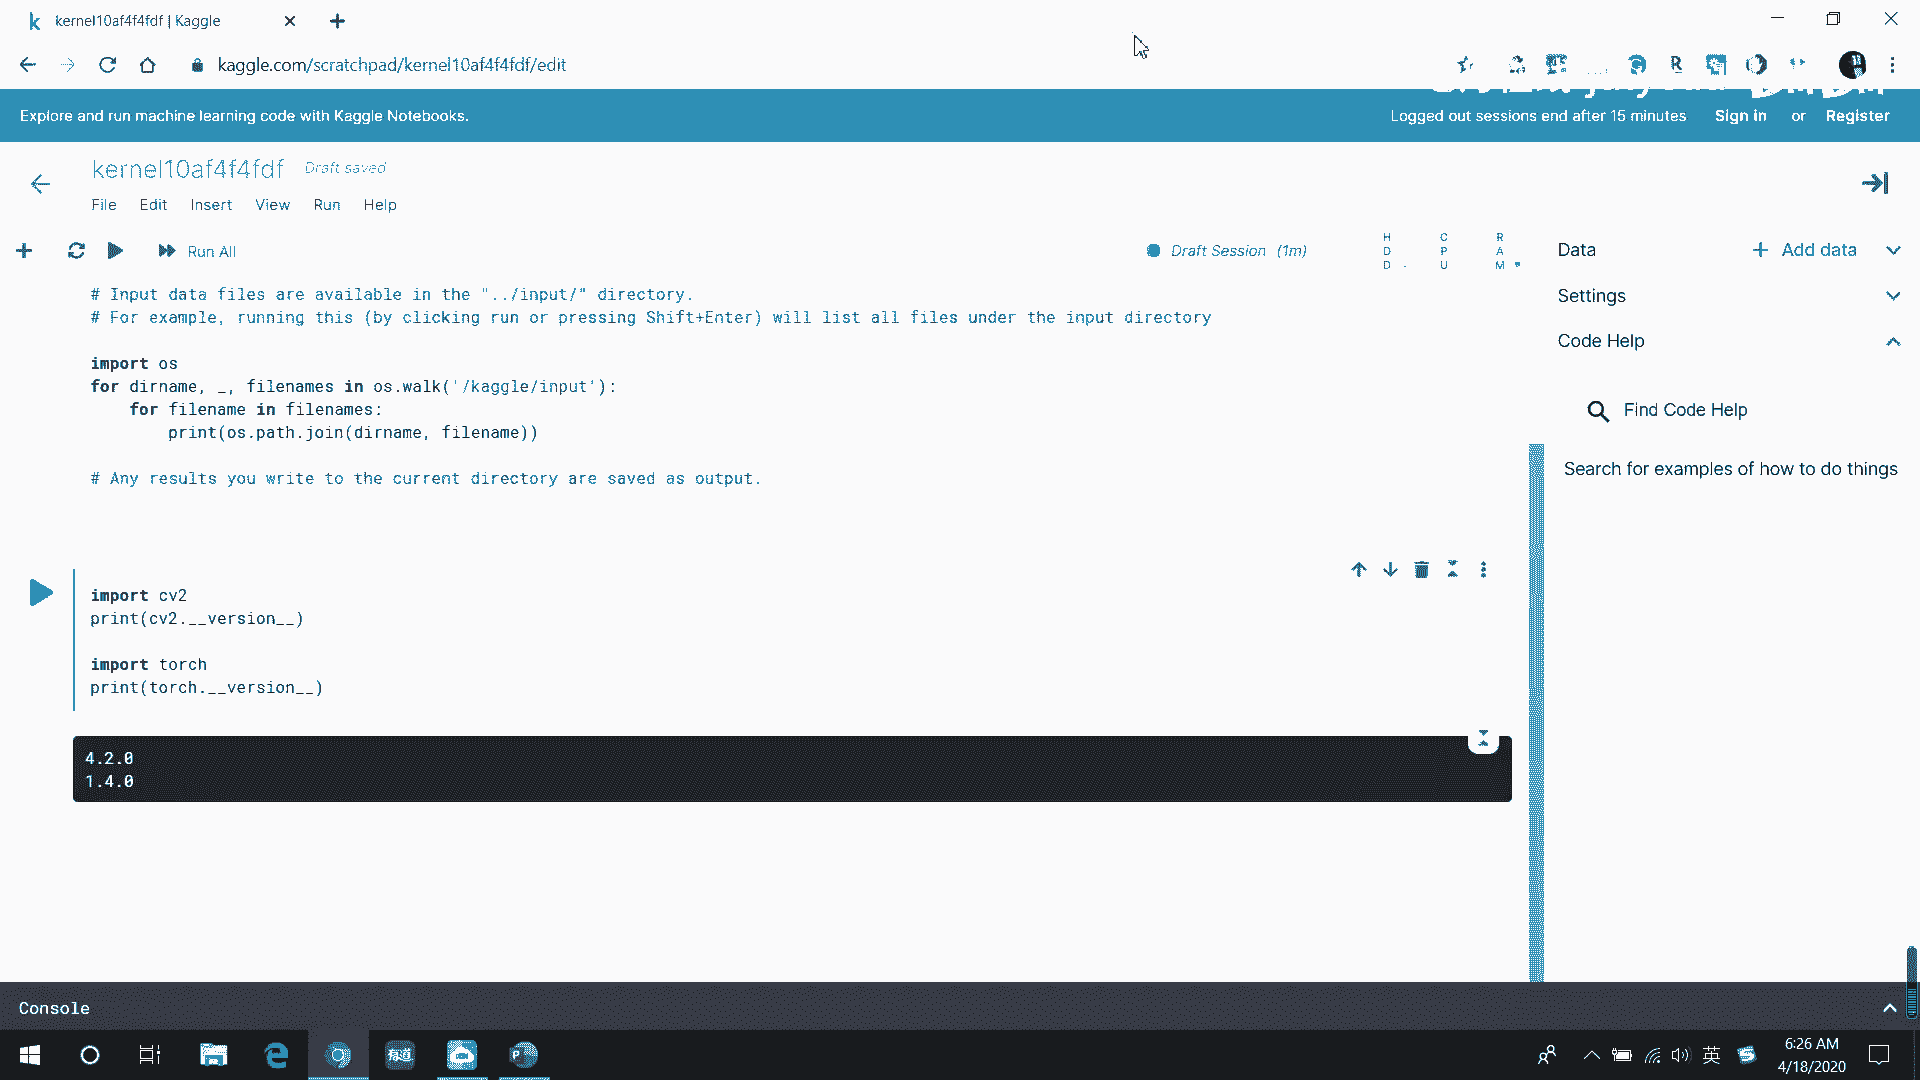 kernel10af4f4fdf | Kaggle
kaggle.com/scratchpad/kernel10af4f4fdf/edit
Explore and run machine learning code with Kaggle Notebooks.
Logged out sessions end after 15 minutes Sign in or Register
kernel10af4f4fdf Draft saved
File Edit Insert View Run Help
Run All
Draft Session (1m)
HDD CPU RAM
Data
+ Add data
Settings
Code Help
Find Code Help
Search for examples of how to do things
# Input data files are available in the "../input/" directory.
# For example, running this (by clicking run or pressing Shift+Enter) will list all files under the input directory
import os
for dirname, _, filenames in os.walk('/kaggle/input'):
    for filename in filenames:
        print(os.path.join(dirname, filename))
# Any results you write to the current directory are saved as output.
import cv2
print(cv2.__version__)
import torch
print(torch.__version__)
4.2.0
1.4.0
Console
有道
英
6:26 AM
4/18/2020